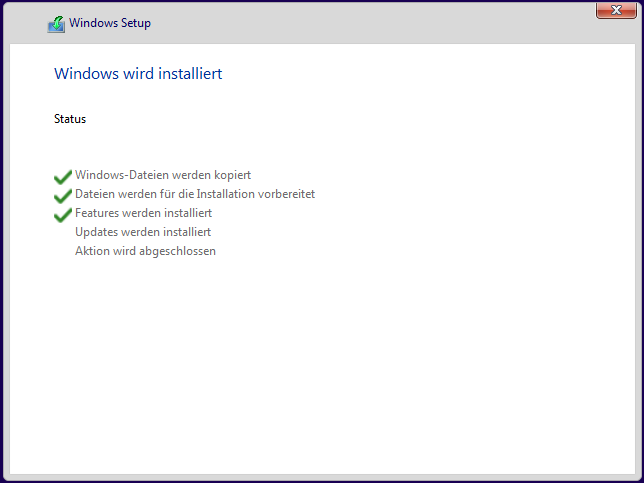 Windows Setup
Windows wird installiert
Status
Windows-Dateien werden kopiert
Dateien werden für die Installation vorbereitet
Features werden installiert
Updates werden installiert
Aktion wird abgeschlossen